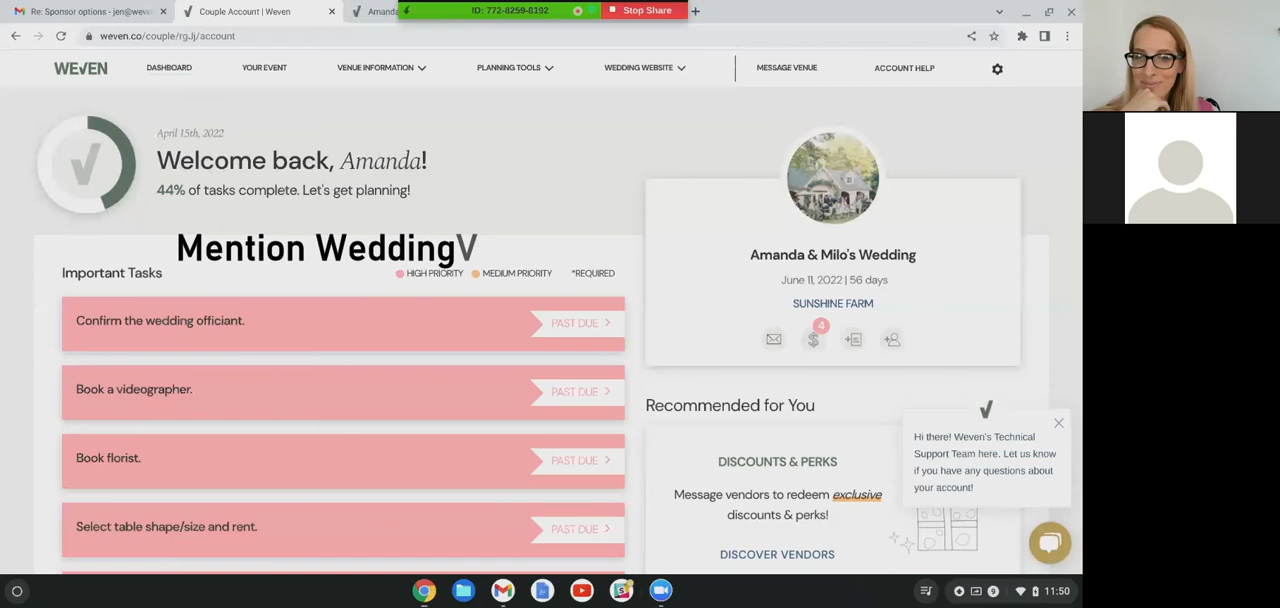 Re: Sponsor options - jen@wev
Couple Account | Weven
Amanda
ID: 772-8259-8192
Stop Share
weven.co/couple/rgJj/account
WEVEN
DASHBOARD
YOUR EVENT
VENUE INFORMATION
PLANNING TOOLS
WEDDING WEBSITE
MESSAGE VENUE
ACCOUNT HELP
April 15th, 2022
Welcome back, Amanda!
44% of tasks complete. Let's get planning!
Mention WeddingV
Important Tasks
HIGH PRIORITY
MEDIUM PRIORITY
*REQUIRED
Confirm the wedding officiant.
PAST DUE
Book a videographer.
PAST DUE
Book florist.
PAST DUE
Select table shape/size and rent.
PAST DUE
Amanda & Milo's Wedding
June 11, 2022 | 56 days
SUNSHINE FARM
4
Recommended for You
DISCOUNTS & PERKS
Message vendors to redeem exclusive
discounts & perks!
DISCOVER VENDORS
Hi there! Weven's Technical
Support Team here. Let us know
if you have any questions about
your account!
11:50